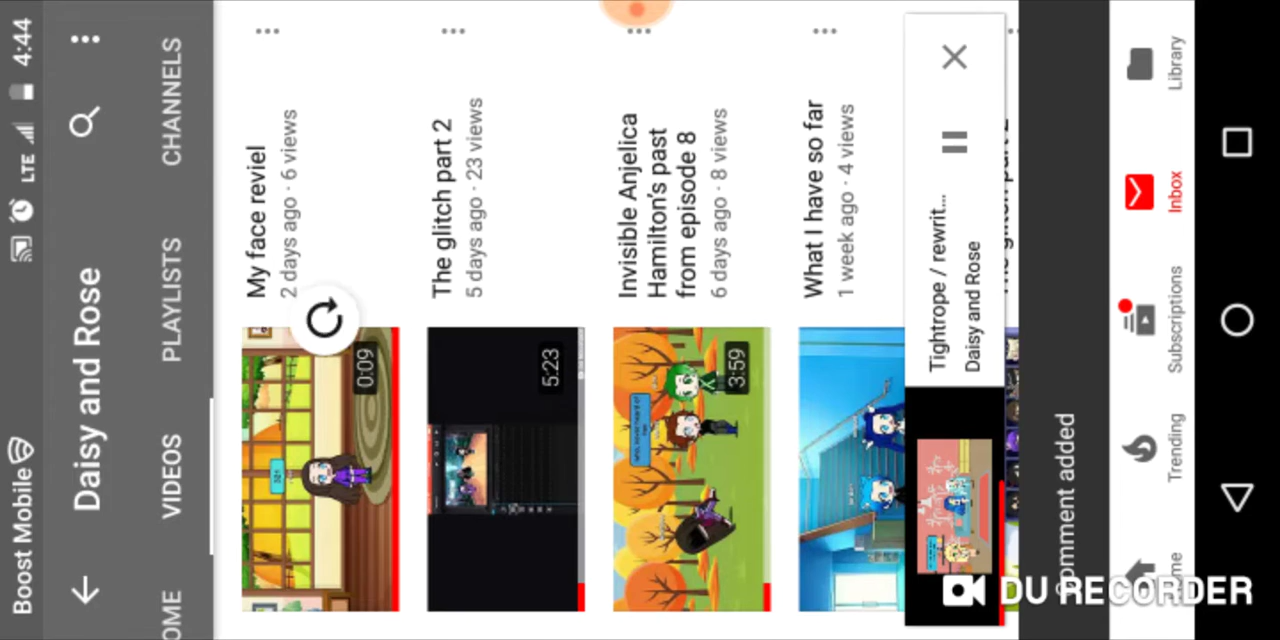 Boost Mobile
LTE
4:44
Daisy and Rose
OME
VIDEOS
PLAYLISTS
CHANNELS
0:09
My face reviel
2 days ago · 6 views
5:23
The glitch part 2
5 days ago · 23 views
3:59
Invisible Anjelica
Hamilton's past
from episode 8
6 days ago · 8 views
What I have so far
1 week ago · 4 views
Tightrope / rewrit...
Daisy and Rose
Comment added
Trending
Subscriptions
Inbox
Library
DU RECORDER